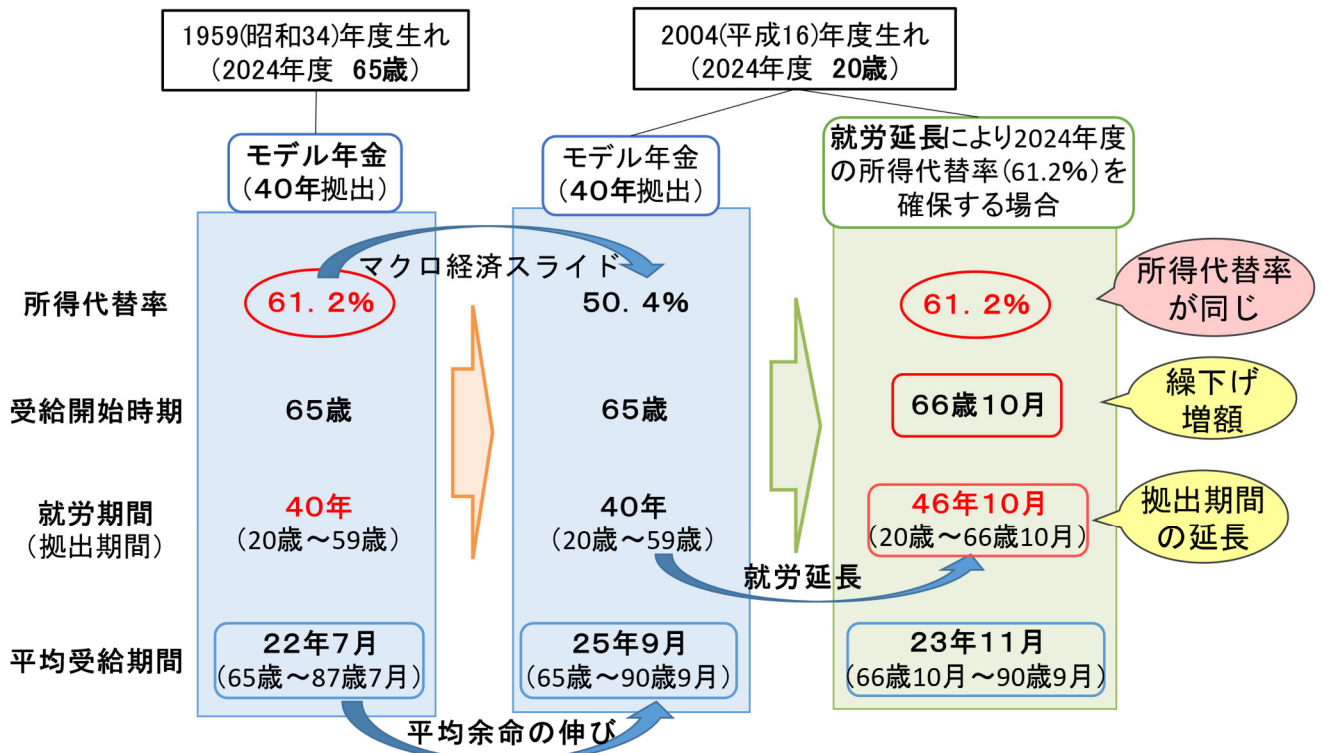 1959(昭和34)年度生れ
(2024年度 65歳)
2004(平成16)年度生れ
(2024年度 20歳)
モデル年金
(40年拠出)
モデル年金
(40年拠出)
就労延長により2024年度
の所得代替率(61.2%)を
確保する場合
マクロ経済スライド
所得代替率
61.2%
50.4%
61.2%
所得代替率
が同じ
受給開始時期
65歳
65歳
66歳10月
繰下げ
増額
就労期間
(拠出期間)
40年
(20歳～59歳)
40年
(20歳～59歳)
46年10月
(20歳～66歳10月)
拠出期間
の延長
就労延長
平均受給期間
22年7月
(65歳～87歳7月)
25年9月
(65歳～90歳9月)
23年11月
(66歳10月～90歳9月)
平均余命の伸び